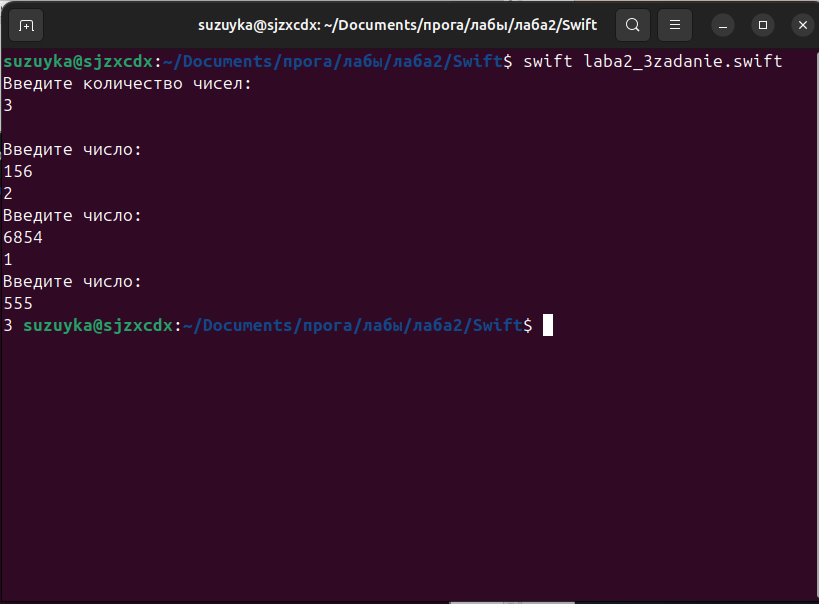 suzuyka@sjzxcdx: ~/Documents/прога/лабы/лаба2/Swift
suzuyka@sjzxcdx:~/Documents/прога/лабы/лаба2/Swift$ swift laba2_3zadanie.swift
Введите количество чисел:
3
Введите число:
156
2
Введите число:
6854
1
Введите число:
555
3 suzuyka@sjzxcdx:~/Documents/прога/лабы/лаба2/Swift$